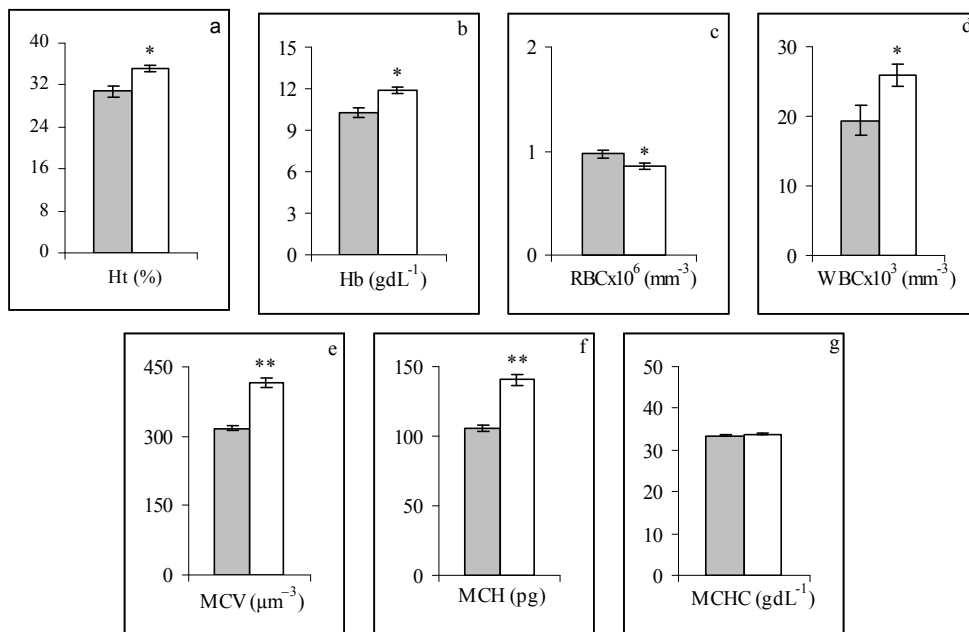 a
40
32
24
16
8
0
*
Ht (%)
b
15
12
9
6
3
0
*
Hb (gdL⁻¹)
c
2
1
0
*
RBCx10⁶ (mm⁻³)
d
30
20
10
0
*
WBCx10³ (mm⁻³)
e
450
300
150
0
**
MCV (µm⁻³)
f
150
100
50
0
**
MCH (pg)
g
50
40
30
20
10
0
MCHC (gdL⁻¹)